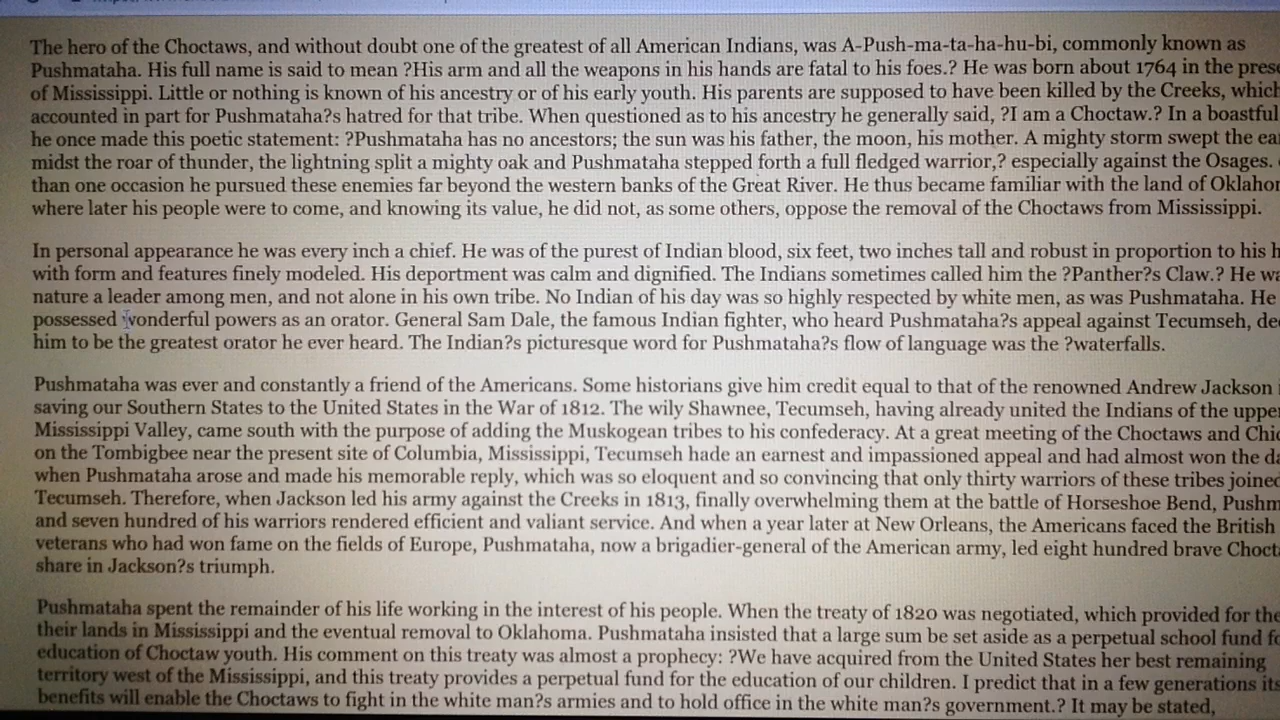 The hero of the Choctaws, and without doubt one of the greatest of all American Indians, was A-Push-ma-ta-ha-hu-bi, commonly known as
Pushmataha. His full name is said to mean ?His arm and all the weapons in his hands are fatal to his foes.? He was born about 1764 in the
of Mississippi. Little or nothing is known of his ancestry or of his early youth. His parents are supposed to have been killed by the Creeks, which
accounted in part for Pushmataha?s hatred for that tribe. When questioned as to his ancestry he generally said, ?I am a Choctaw.? In a boastful
he once made this poetic statement: ?Pushmataha has no ancestors; the sun was his father, the moon, his mother. A mighty storm swept the
midst the roar of thunder, the lightning split a mighty oak and Pushmataha stepped forth a full fledged warrior,? especially against the Osages.
than one occasion he pursued these enemies far beyond the western banks of the Great River. He thus became familiar with the land of
where later his people were to come, and knowing its value, he did not, as some others, oppose the removal of the Choctaws from Mississippi.
In personal appearance he was every inch a chief. He was of the purest of Indian blood, six feet, two inches tall and robust in proportion to his
with form and features finely modeled. His deportment was calm and dignified. The Indians sometimes called him the ?Panther?s Claw.? He
nature a leader among men, and not alone in his own tribe. No Indian of his day was so highly respected by white men, as was Pushmataha. He
possessed wonderful powers as an orator. General Sam Dale, the famous Indian fighter, who heard Pushmataha?s appeal against Tecumseh,
him to be the greatest orator he ever heard. The Indian?s picturesque word for Pushmataha?s flow of language was the ?waterfalls.
Pushmataha was ever and constantly a friend of the Americans. Some historians give him credit equal to that of the renowned Andrew Jackson
saving our Southern States to the United States in the War of 1812. The wily Shawnee, Tecumseh, having already united the Indians of the
Mississippi Valley, came south with the purpose of adding the Muskogean tribes to his confederacy. At a great meeting of the Choctaws and
on the Tombigbee near the present site of Columbia, Mississippi, Tecumseh hade an earnest and impassioned appeal and had almost won the
when Pushmataha arose and made his memorable reply, which was so eloquent and so convincing that only thirty warriors of these tribes joined
Tecumseh. Therefore, when Jackson led his army against the Creeks in 1813, finally overwhelming them at the battle of Horseshoe Bend,
and seven hundred of his warriors rendered efficient and valiant service. And when a year later at New Orleans, the Americans faced the British
veterans who had won fame on the fields of Europe, Pushmataha, now a brigadier-general of the American army, led eight hundred brave
share in Jackson?s triumph.
Pushmataha spent the remainder of his life working in the interest of his people. When the treaty of 1820 was negotiated, which provided for
their lands in Mississippi and the eventual removal to Oklahoma. Pushmataha insisted that a large sum be set aside as a perpetual school fund
education of Choctaw youth. His comment on this treaty was almost a prophecy: ?We have acquired from the United States her best remaining
territory west of the Mississippi, and this treaty provides a perpetual fund for the education of our children. I predict that in a few generations its
benefits will enable the Choctaws to fight in the white man?s armies and to hold office in the white man?s government.? It may be stated,